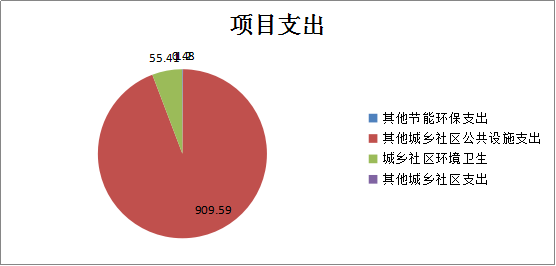 项目支出
55.41
909.59
其他节能环保支出
其他城乡社区公共设施支出
城乡社区环境卫生
其他城乡社区支出